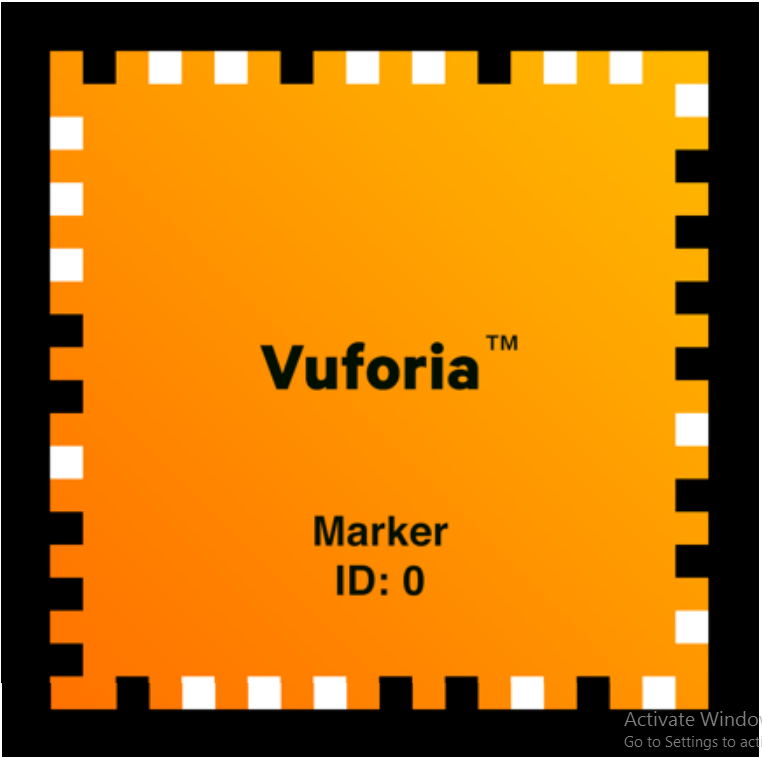 Vuforia™
Marker
ID: 0
Activate Windo
Go to Settings to act